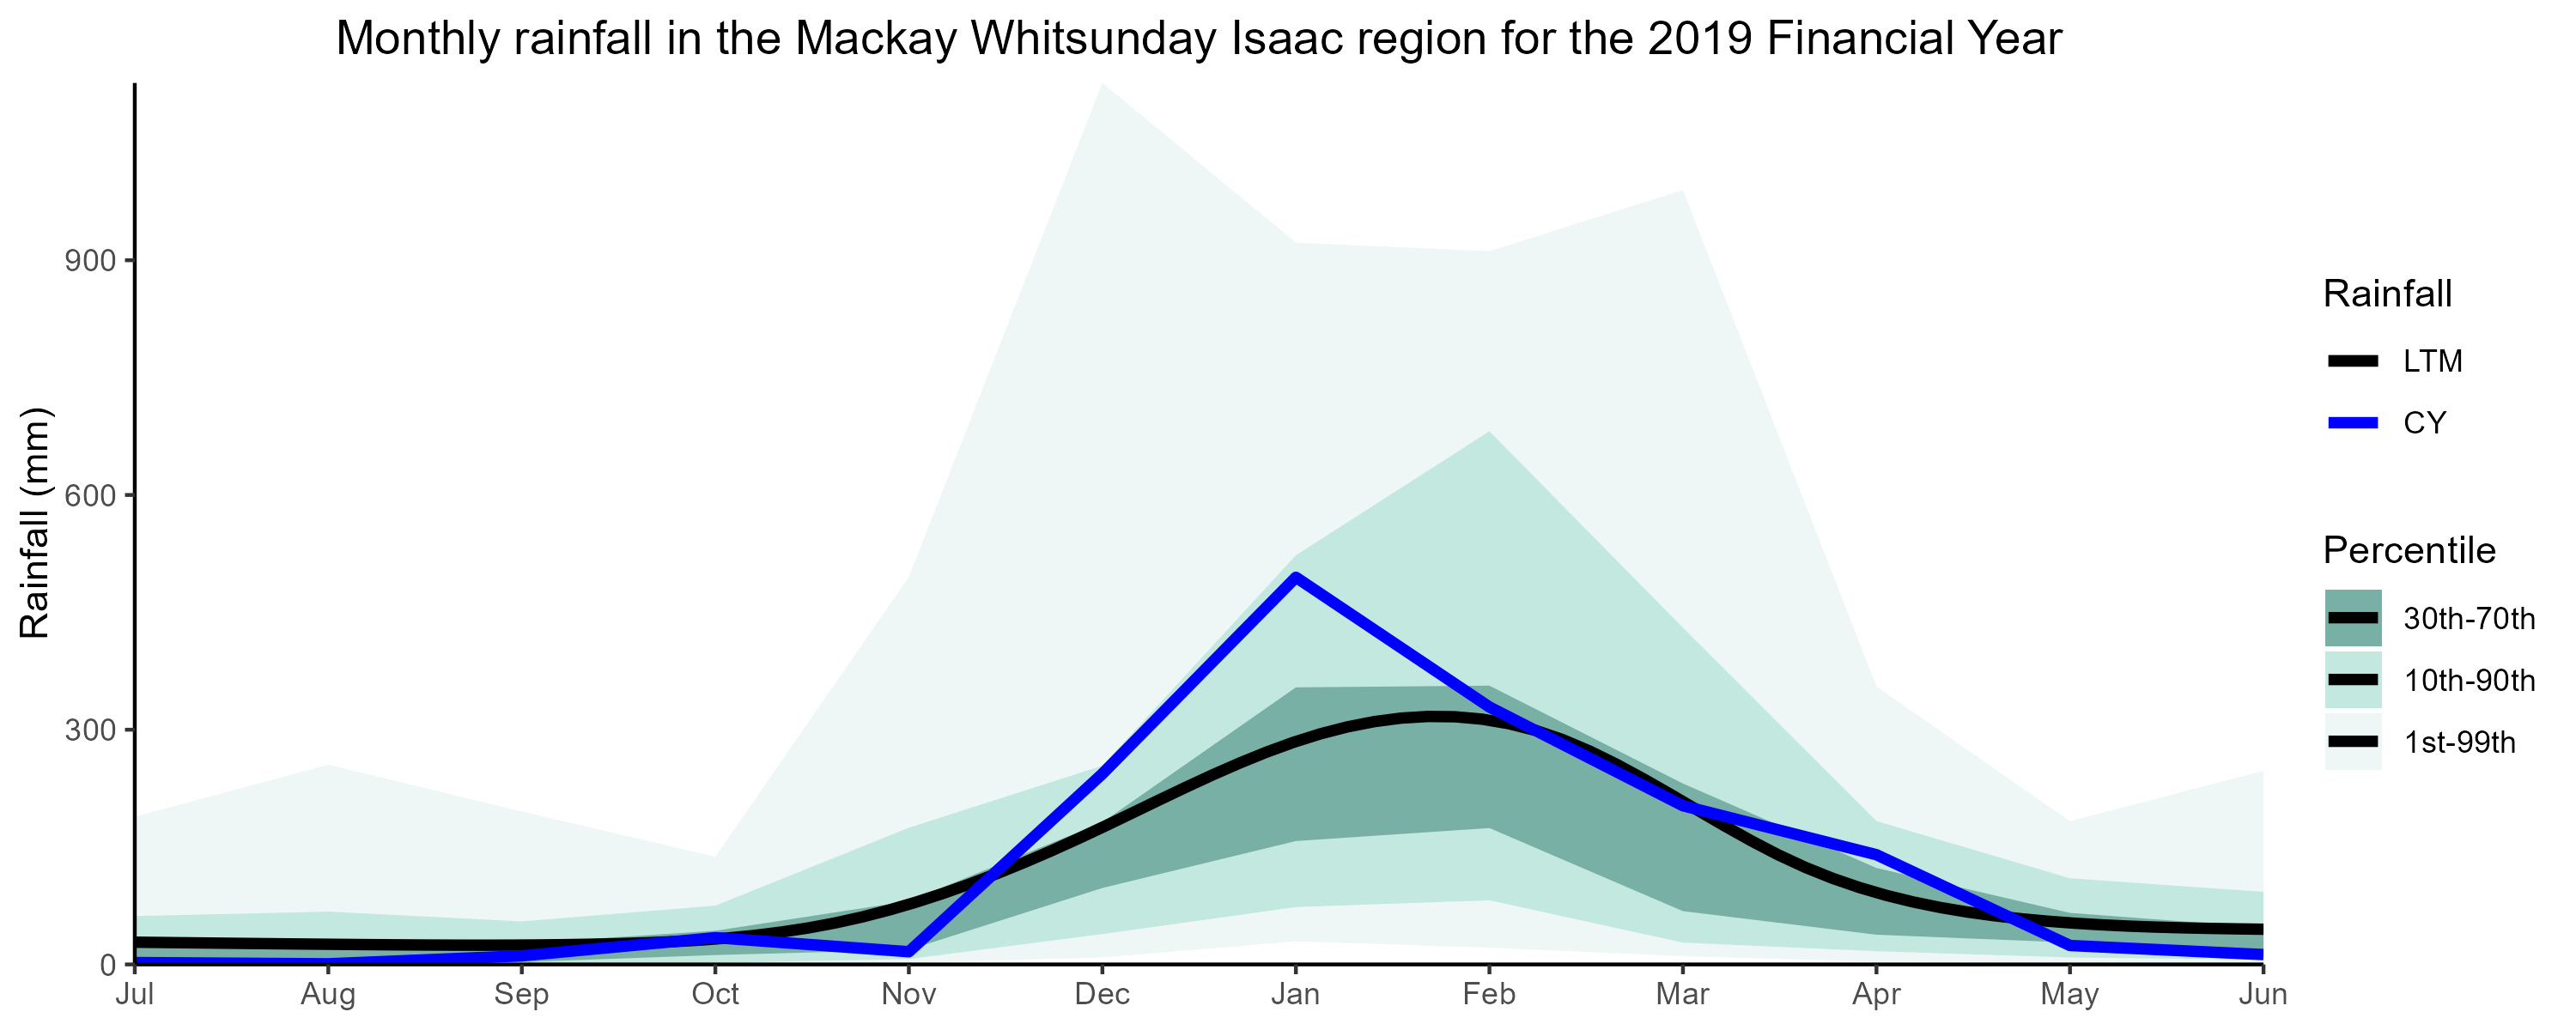 Monthly rainfall in the Mackay Whitsunday Isaac region for the 2019 Financial Year
Rainfall (mm)
900
600
300
0
Jul Aug Sep Oct Nov Dec Jan Feb Mar Apr May Jun
Rainfall
LTM
CY
Percentile
30th-70th
10th-90th
1st-99th